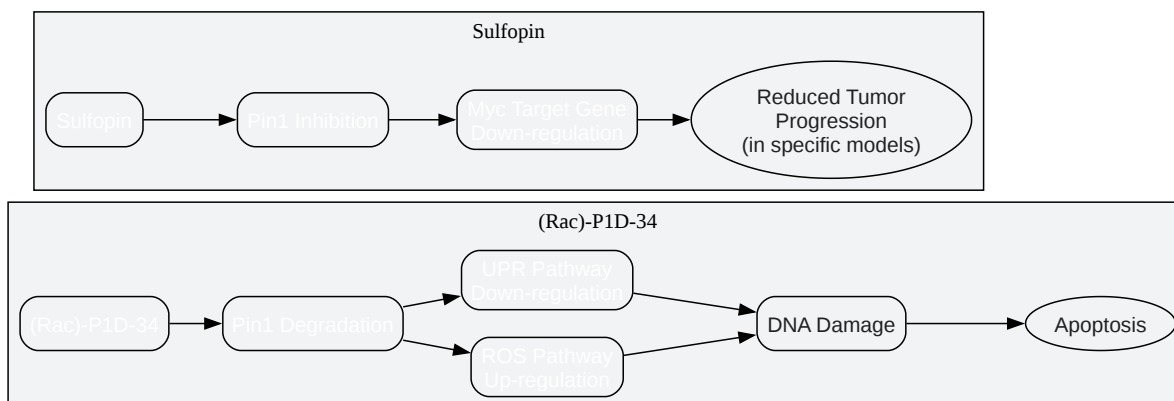 Sulfopin
Sulfopin
Pin1 Inhibition
Myc Target Gene
Down-regulation
Reduced Tumor
Progression
(in specific models)
(Rac)-P1D-34
(Rac)-P1D-34
Pin1 Degradation
UPR Pathway
Down-regulation
ROS Pathway
Up-regulation
DNA Damage
Apoptosis